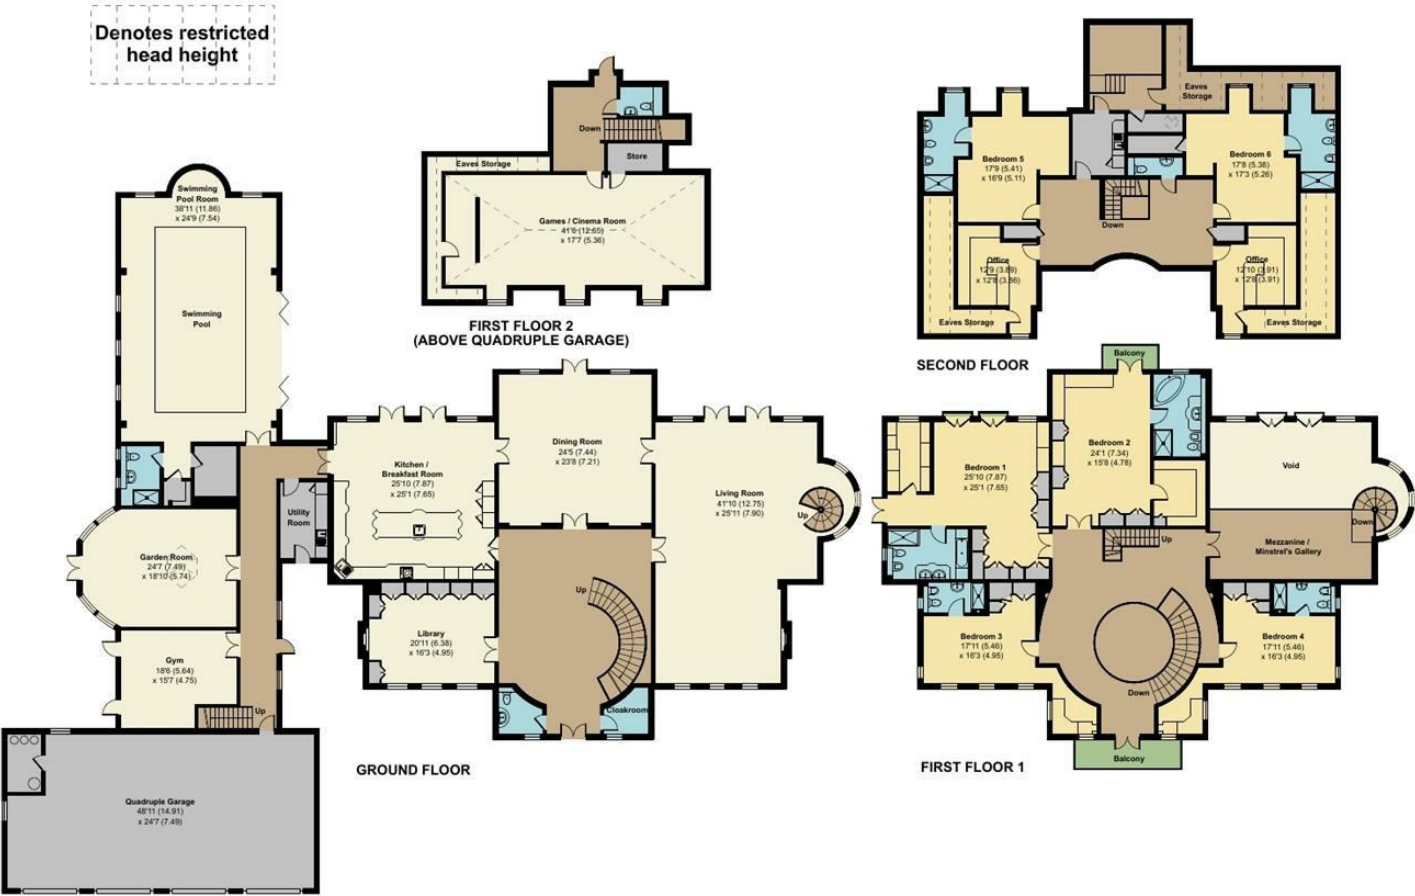 Denotes restricted
head height
Swimming
Pool Room
38'11 (11.86)
x 24'9 (7.54)
Swimming
Pool
Garden Room
24'7 (7.49)
x 18'10 (5.74)
Gym
18'6 (5.64)
x 15'7 (4.75)
Up
Quadruple Garage
48'11 (14.91)
x 24'7 (7.49)
Utility
Room
Kitchen /
Breakfast Room
25'10 (7.87)
x 25'1 (7.65)
Dining Room
24'5 (7.44)
x 23'8 (7.21)
Living Room
41'10 (12.75)
x 25'11 (7.90)
Up
Library
20'11 (6.38)
x 16'3 (4.95)
Up
Cloakroom
GROUND FLOOR
Down
Store
Eaves Storage
Games / Cinema Room
41'6 (12.65)
x 17'7 (5.36)
FIRST FLOOR 2
(ABOVE QUADRUPLE GARAGE)
Eaves
Storage
Bedroom 5
17'9 (5.41)
x 16'9 (5.11)
Bedroom 6
17'8 (5.38)
x 17'3 (5.26)
Down
Office
12'9 (3.89)
x 12'8 (3.86)
Office
12'10 (3.91)
x 12'8 (3.91)
Eaves Storage
Eaves Storage
SECOND FLOOR
Balcony
Bedroom 1
25'10 (7.87)
x 25'1 (7.65)
Bedroom 2
24'1 (7.34)
x 15'8 (4.78)
Void
Up
Down
Mezzanine /
Minstrel's Gallery
Bedroom 3
17'11 (5.46)
x 16'3 (4.95)
Bedroom 4
17'11 (5.46)
x 16'3 (4.95)
Down
Balcony
FIRST FLOOR 1